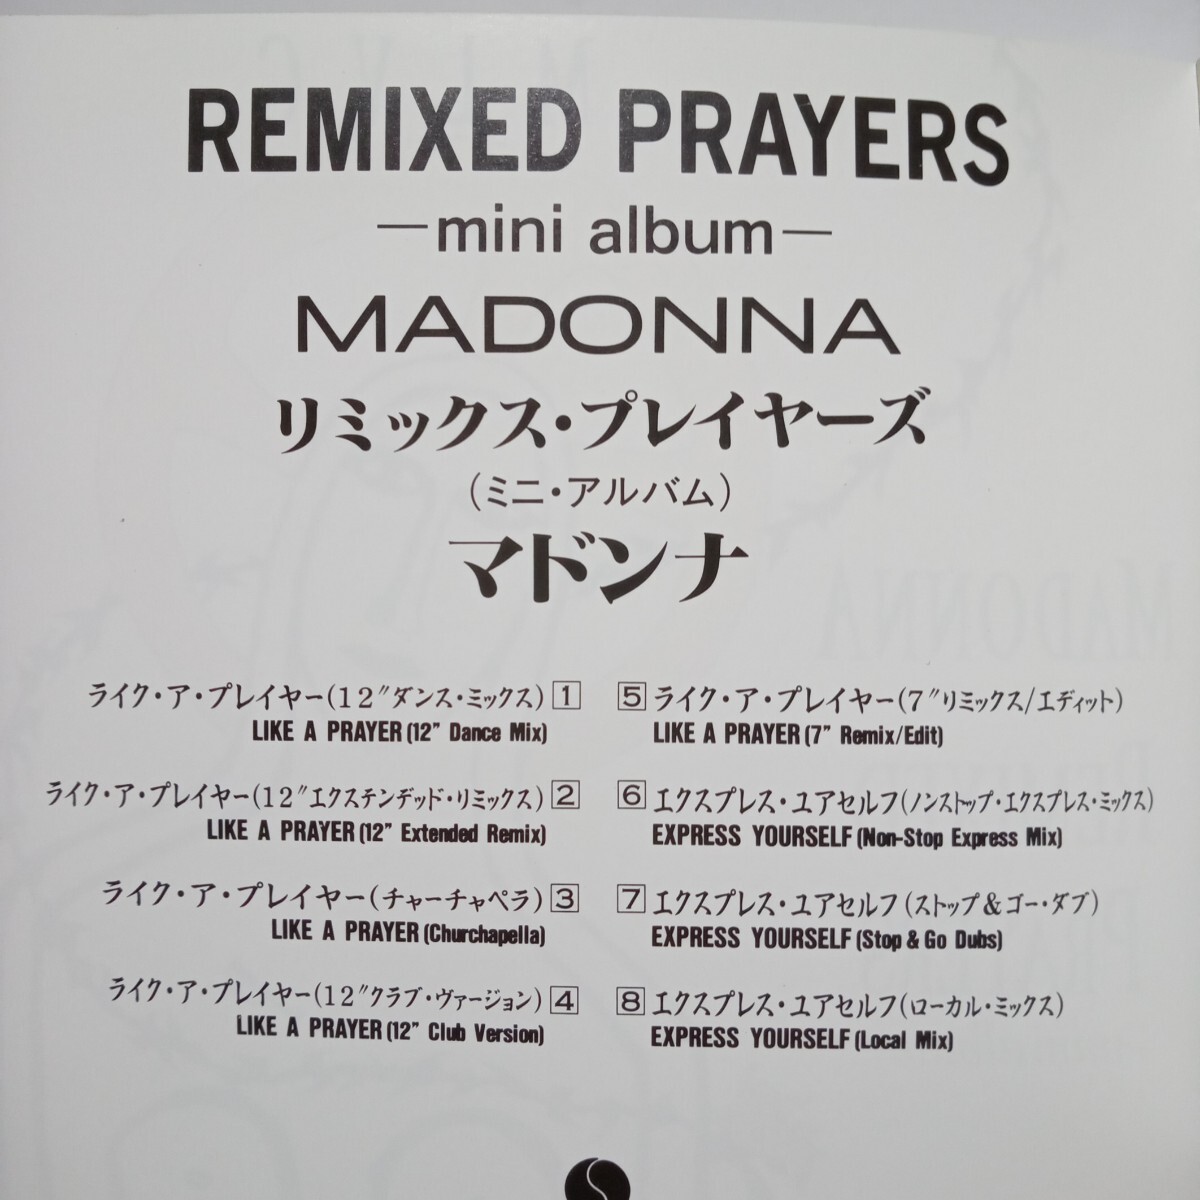 REMIXED PRAYERS
—mini album—
MADONNA
リミックス・プレイヤーズ
(ミニ・アルバム)
マドンナ
ライク・ア・プレイヤー(12″ダンス・ミックス) 1
LIKE A PRAYER (12” Dance Mix)
ライク・ア・プレイヤー(12″エクステンデッド・リミックス) 2
LIKE A PRAYER (12” Extended Remix)
ライク・ア・プレイヤー(チャーチャペラ) 3
LIKE A PRAYER (Churchapella)
ライク・ア・プレイヤー(12″クラブ・ヴァージョン) 4
LIKE A PRAYER (12” Club Version)
5 ライク・ア・プレイヤー(7″リミックス/エディット)
LIKE A PRAYER (7” Remix/Edit)
6 エクスプレス・ユアセルフ(ノンストップ・エクスプレス・ミックス)
EXPRESS YOURSELF (Non-Stop Express Mix)
7 エクスプレス・ユアセルフ(ストップ&ゴー・ダブ)
EXPRESS YOURSELF (Stop & Go Dubs)
8 エクスプレス・ユアセルフ(ローカル・ミックス)
EXPRESS YOURSELF (Local Mix)
MADONNA